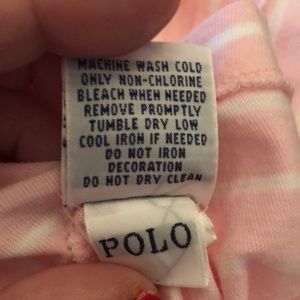 MACHINE WASH COLD
ONLY NON-CHLORINE
BLEACH WHEN NEEDED
REMOVE PROMPTLY
TUMBLE DRY LOW
COOL IRON IF NEEDED
DO NOT IRON
DECORATION
DO NOT DRY CLEAN
POLO